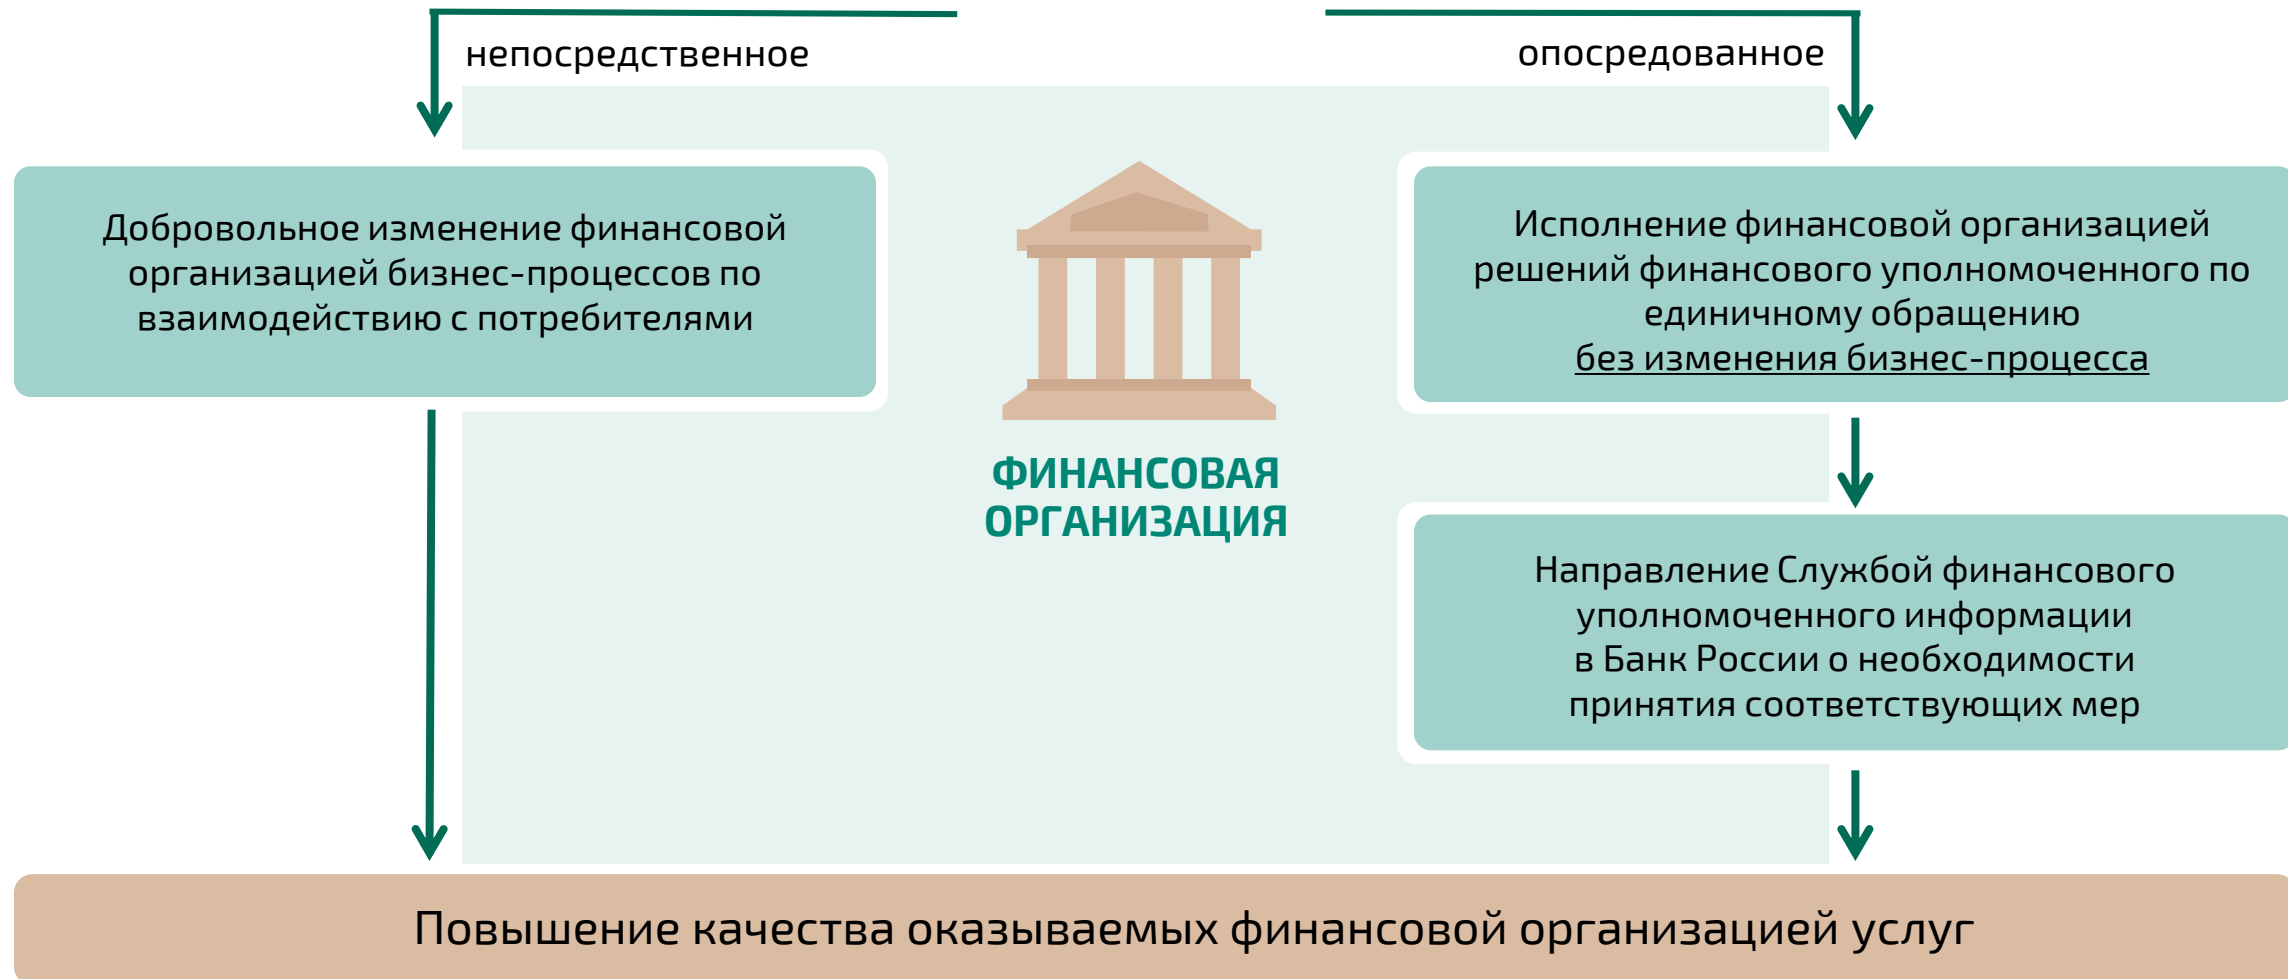 непосредственное
опосредованное
Добровольное изменение финансовой
организацией бизнес-процессов по
взаимодействию с потребителями
Исполнение финансовой организацией
решений финансового уполномоченного по
единичному обращению
без изменения бизнес-процесса
ФИНАНСОВАЯ
ОРГАНИЗАЦИЯ
Направление Службой финансового
уполномоченного информации
в Банк России о необходимости
принятия соответствующих мер
Повышение качества оказываемых финансовой организацией услуг